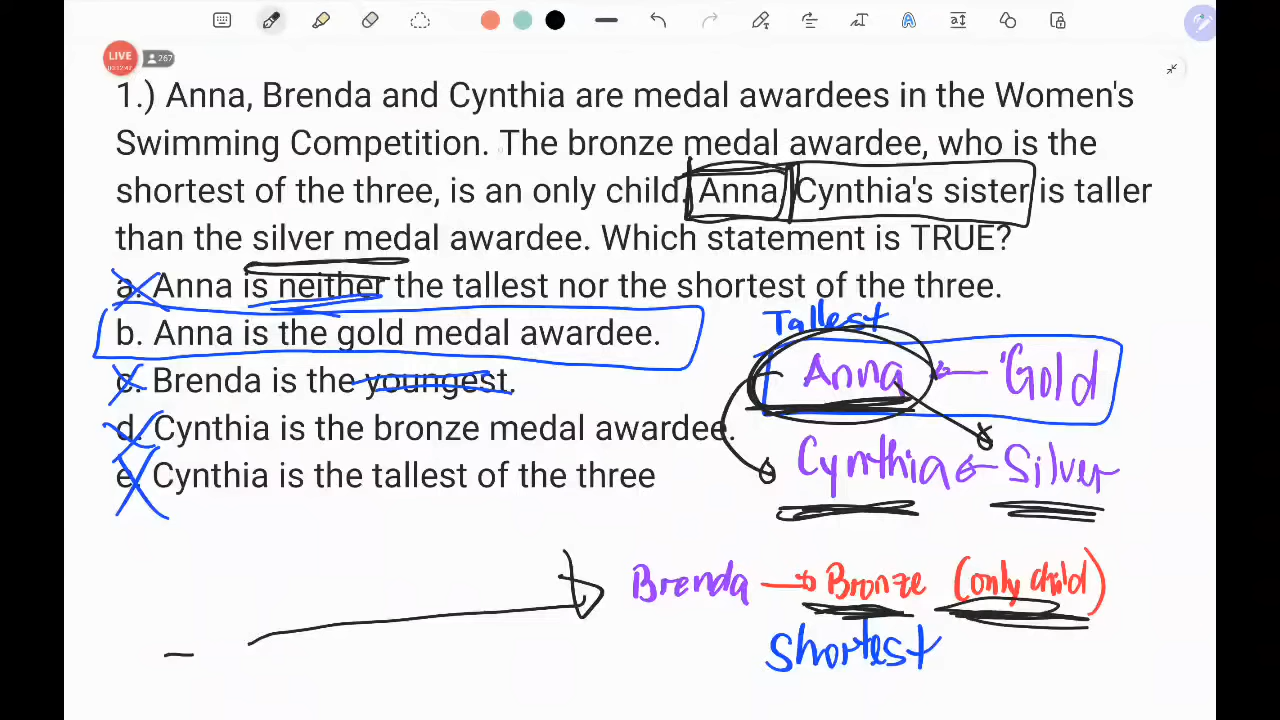 LIVE
267
1.) Anna, Brenda and Cynthia are medal awardees in the Women's
Swimming Competition. The bronze medal awardee, who is the
shortest of the three, is an only child. Anna Cynthia's sister is taller
than the silver medal awardee. Which statement is TRUE?
a. Anna is neither the tallest nor the shortest of the three.
b. Anna is the gold medal awardee.
c. Brenda is the youngest.
d. Cynthia is the bronze medal awardee.
e. Cynthia is the tallest of the three
Tallest
Anna Gold
Cynthia Silver
Brenda Bronze (only child)
Shortest